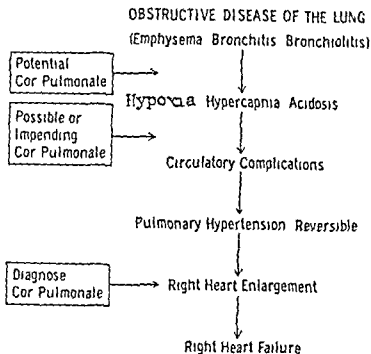 OBSTRUCTIVE DISEASE OF THE LUNG
(Emphysema Bronchitis Bronchiolitis)
Potential
Cor Pulmonale
Hypoxia Hypercapnia Acidosis
Possible or
Impending
Cor Pulmonale
Circulatory Complications
Pulmonary Hypertension Reversible
Diagnose
Cor Pulmonale
Right Heart Enlargement
Right Heart Failure